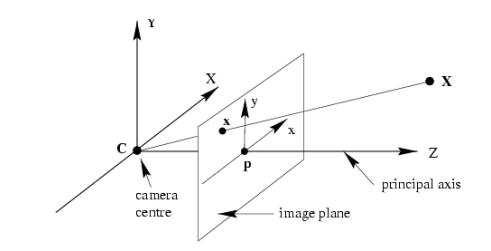 Y
X
X
y
x
x
C
Z
p
principal axis
camera
centre
image plane